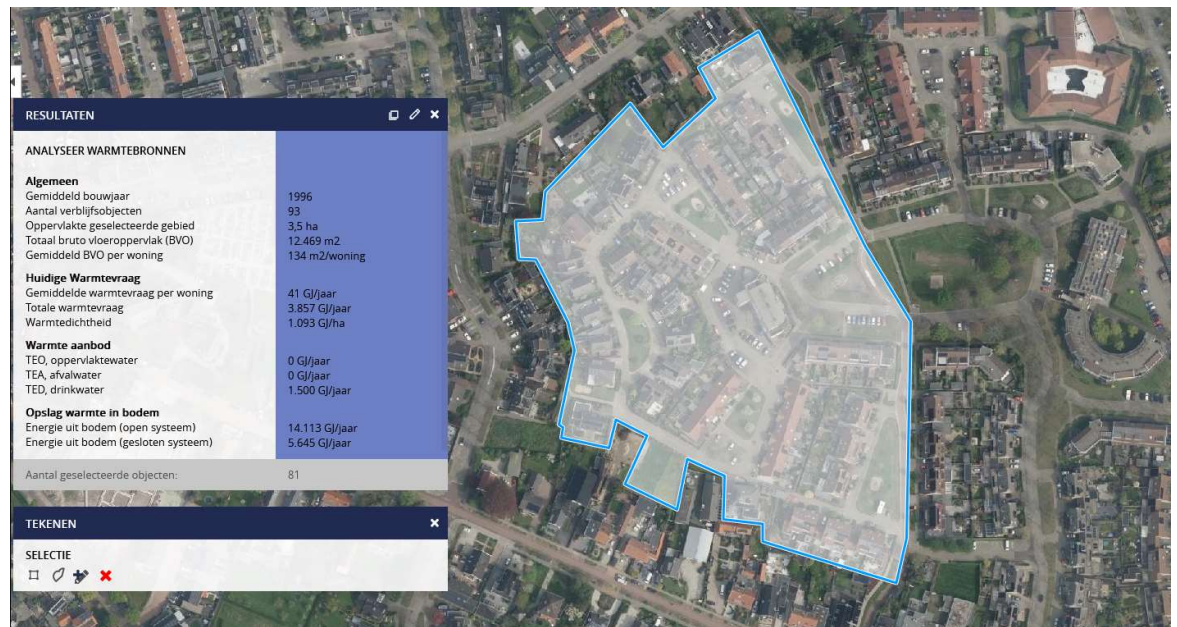 RESULTATEN
ANALYSEER WARMTEBRONNEN
Algemeen
Gemiddeld bouwjaar 1996
Aantal verblijfsobjecten 93
Oppervlakte geselecteerde gebied 3,5 ha
Totaal bruto vloeroppervlak (BVO) 12.469 m2
Gemiddeld BVO per woning 134 m2/woning
Huidige Warmtevraag
Gemiddelde warmtevraag per woning 41 GJ/jaar
Totale warmtevraag 3.857 GJ/jaar
Warmtedichtheid 1.093 GJ/ha
Warmte aanbod
TEO, oppervlaktewater 0 GJ/jaar
TEA, afvalwater 0 GJ/jaar
TED, drinkwater 1.500 GJ/jaar
Opslag warmte in bodem
Energie uit bodem (open systeem) 14.113 GJ/jaar
Energie uit bodem (gesloten systeem) 5.645 GJ/jaar
Aantal geselecteerde objecten: 81
TEKENEN
SELECTIE